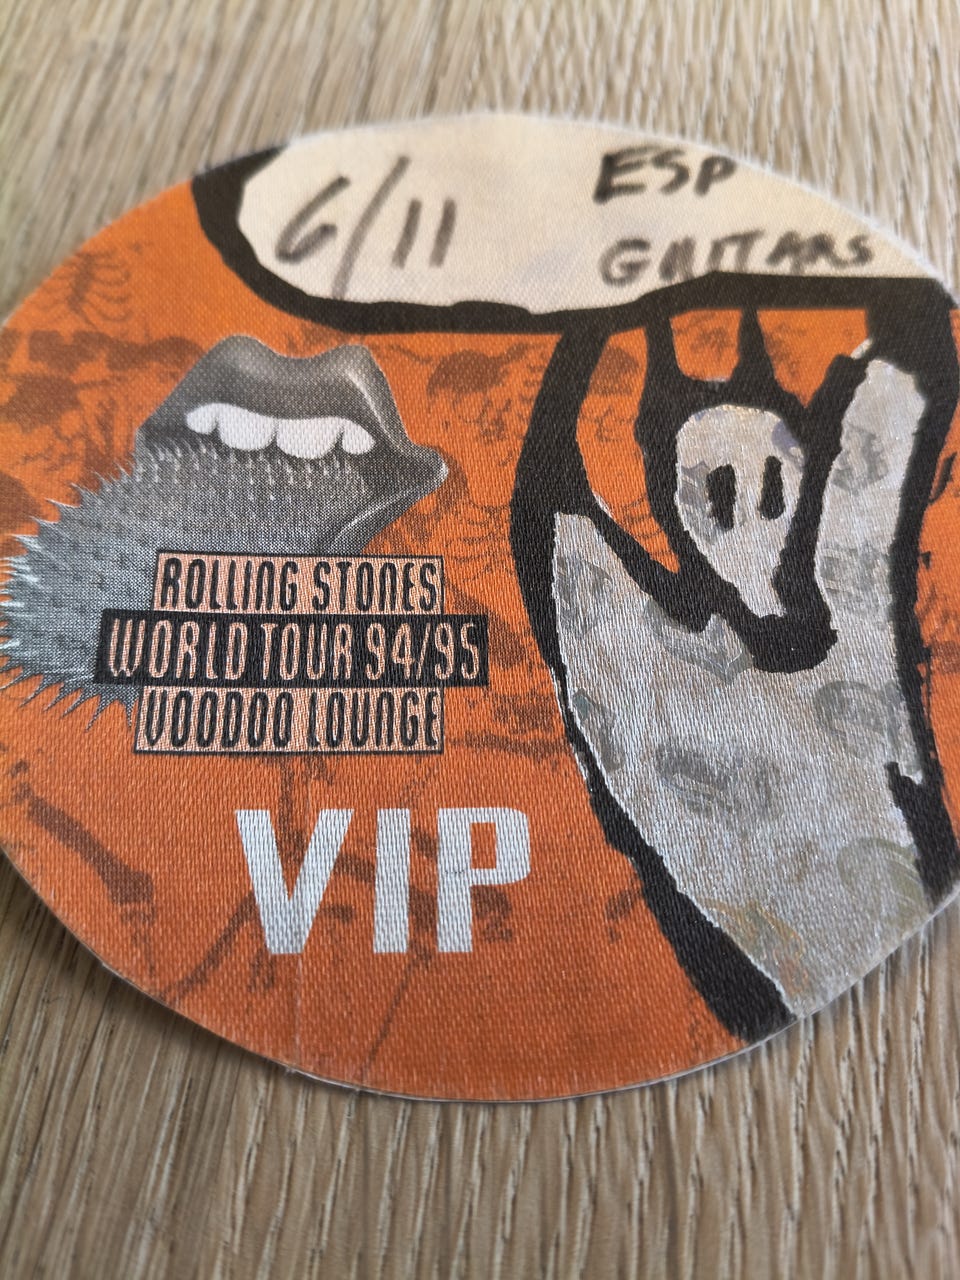 6/11
ESP
GUITARS
ROLLING STONES
WORLD TOUR 94/95
VOODOO LOUNGE
VIP